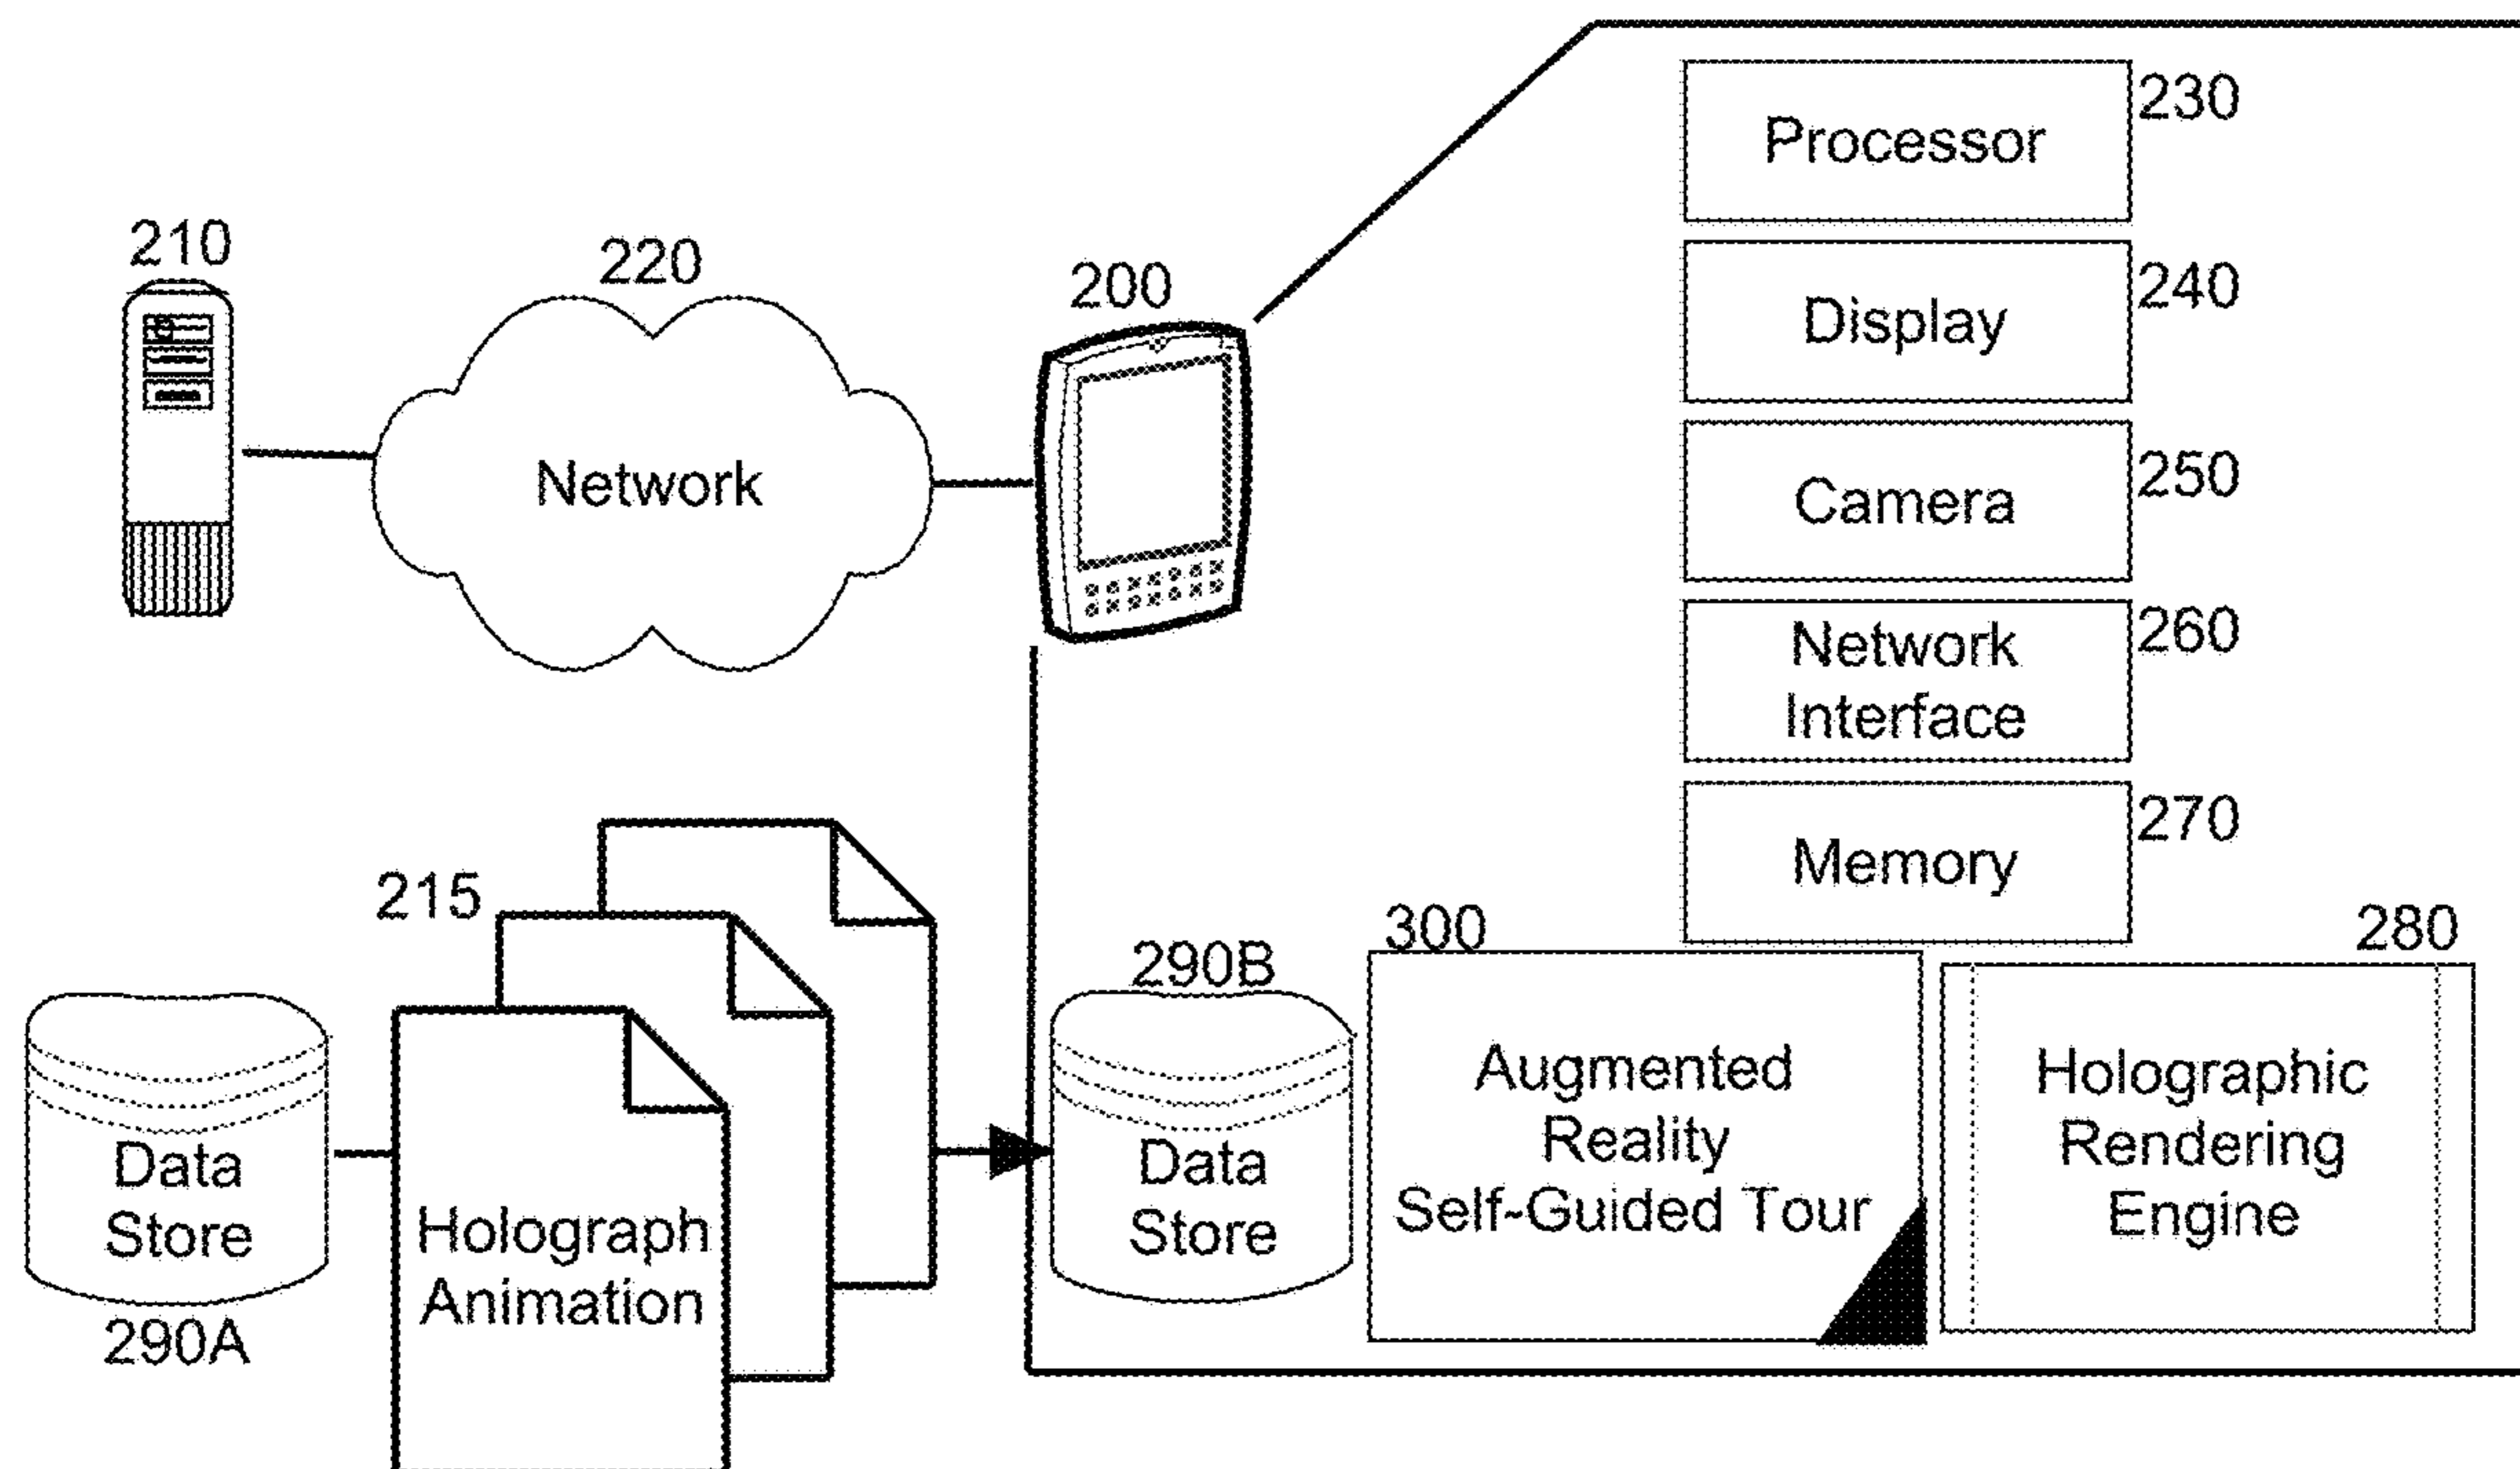 230
Processor
210
220
200
240
Display
Network
250
Camera
260
Network
Interface
270
Memory
215
300
280
290B
Augmented
Reality
Self-Guided Tour
Holographic
Rendering
Engine
Data
Store
Data
Store
Holograph
Animation
290A